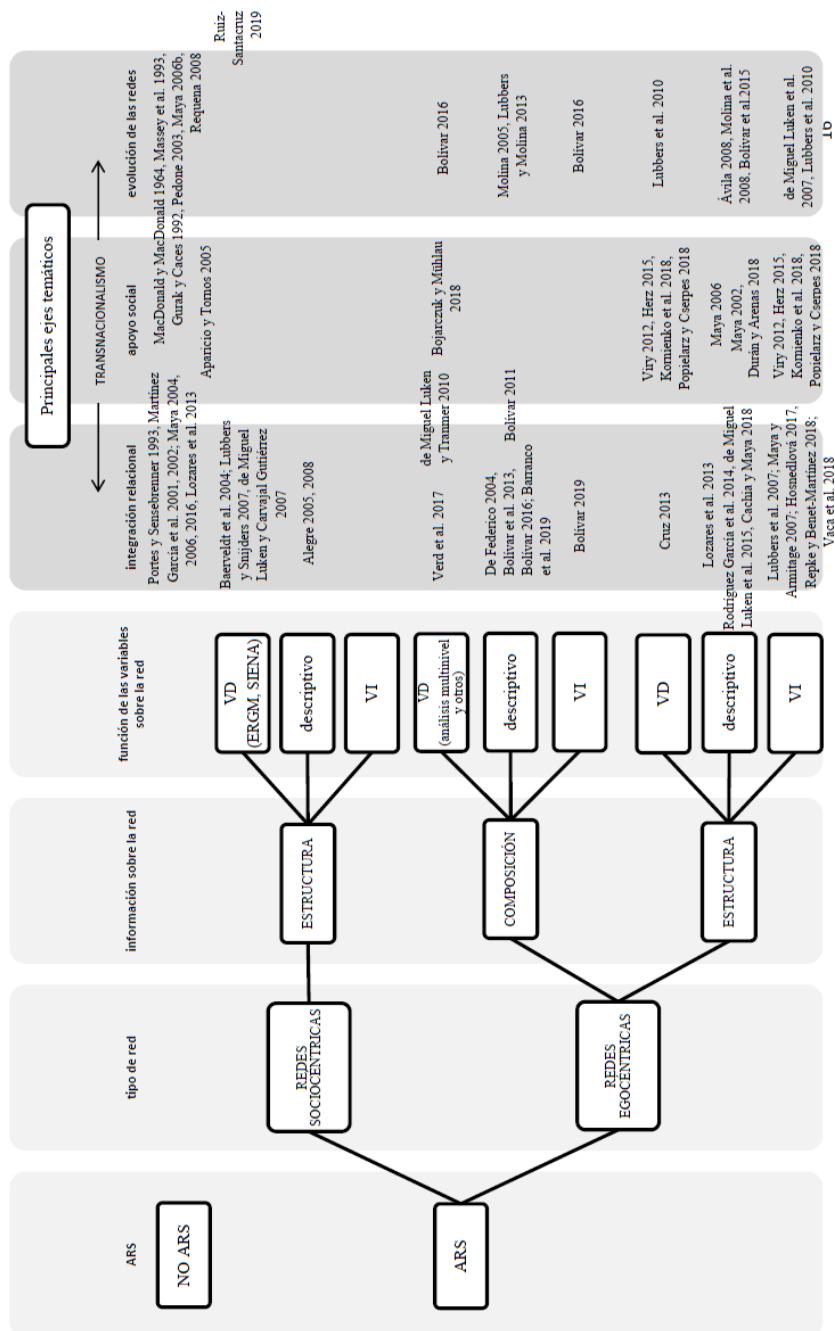 Principales ejes temáticos
TRANSNACIONALISMO
ARS
tipo de red
información sobre la red
función de las variables
sobre la red
integración relacional
apoyo social
evolución de las redes
NO ARS
Portes y Sensebrenner 1993, Martínez
García et al. 2001, 2002; Maya 2004,
2006, 2016, Lozares et al. 2013
MacDonald y MacDonald 1964, Massey et al. 1993,
Gurak y Caces 1992, Pedone 2003, Maya 2006b,
Requena 2008
Aparicio y Tornos 2005
ARS
REDES
SOCIOCÉNTRICAS
ESTRUCTURA
VD
(ERGM, SIENA)
Baerveldt et al. 2004; Lubbers
y Snijders 2007, de Miguel
Luken y Carvajal Gutiérrez
2007
Ruiz-
Santacruz
2019
descriptivo
Alegre 2005, 2008
VI
REDES
EGOCÉNTRICAS
COMPOSICIÓN
VD
(análisis multinivel
y otros)
Verd et al. 2017
de Miguel Luken
y Tranmer 2010
Bojarczuk y Mühlau
2018
Bolívar 2016
descriptivo
De Federico 2004,
Bolívar et al. 2013,
Bolívar 2016; Barranco
et al. 2019
Bolívar 2011
Molina 2005, Lubbers
y Molina 2013
VI
Bolívar 2019
Bolívar 2016
ESTRUCTURA
VD
Cruz 2013
Viry 2012, Herz 2015,
Kornienko et al. 2018,
Popielarz y Cserpes 2018
Lubbers et al. 2010
descriptivo
Lozares et al. 2013
Rodríguez García et al. 2014, de Miguel
Luken et al. 2015, Cachia y Maya 2018
Maya 2006
Maya 2002,
Durán y Arenas 2018
Ávila 2008, Molina et al.
2008, Bolívar et al.2015
VI
Lubbers et al. 2007; Maya y
Armitage 2007; Hosnedlová 2017,
Repke y Benet-Martínez 2018;
Vaca et al. 2018
Viry 2012, Herz 2015,
Kornienko et al. 2018,
Popielarz y Cserpes 2018
de Miguel Luken et al.
2007, Lubbers et al. 2010
16